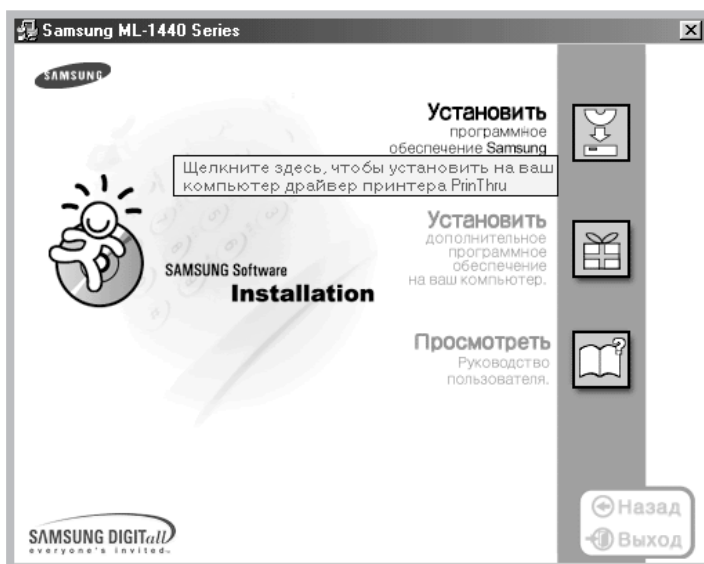 Samsung ML-1440 Series
SAMSUNG
Установить
программное
обеспечение Samsung
Щелкните здесь, чтобы установить на ваш
компьютер драйвер принтера PrinThru
Установить
дополнительное
программное
обеспечение
на ваш компьютер.
SAMSUNG Software
Installation
Просмотреть
Руководство
пользователя.
SAMSUNG DIGITall
everyone's invited™
Назад
Выход